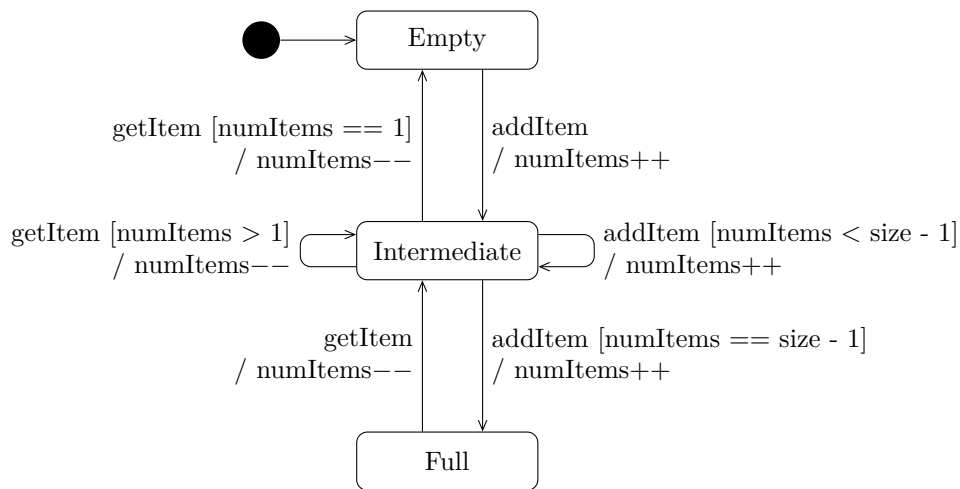 Empty
getItem [numItems == 1]
/ numItems−−
addItem
/ numItems++
getItem [numItems > 1]
/ numItems−−
Intermediate
addItem [numItems < size - 1]
/ numItems++
getItem
/ numItems−−
addItem [numItems == size - 1]
/ numItems++
Full